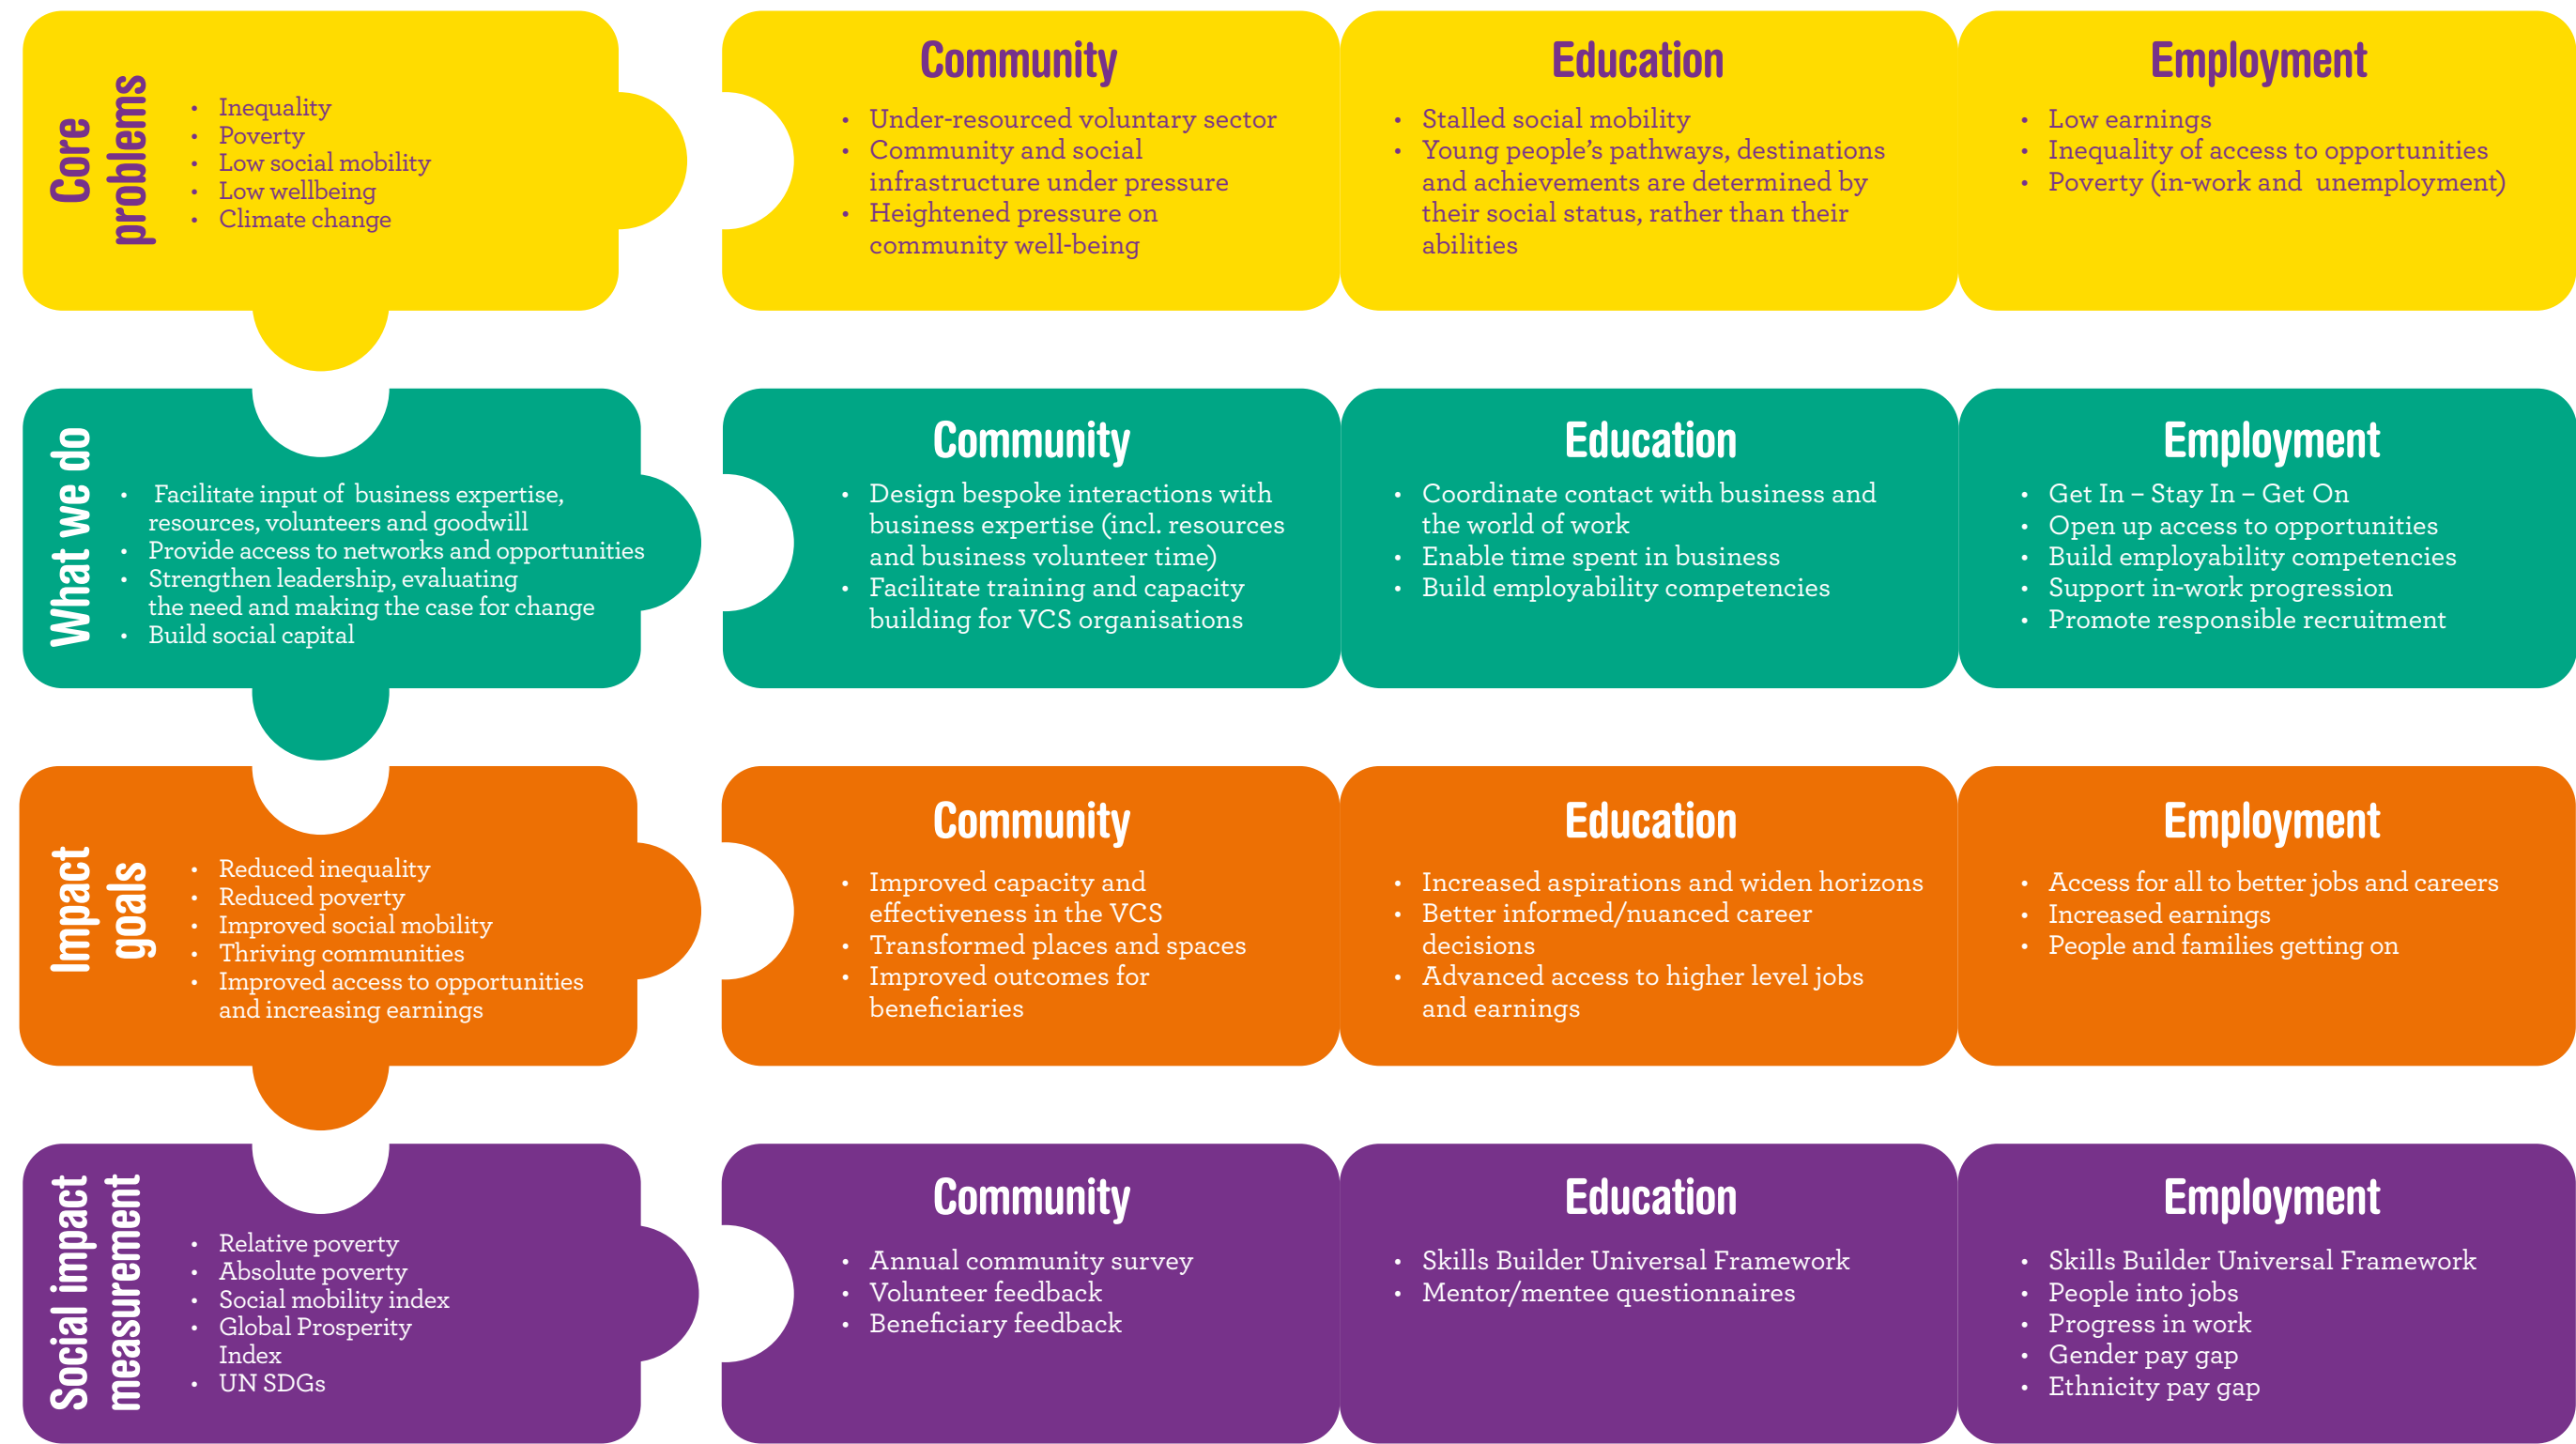 Core
problems
• Inequality
• Poverty
• Low social mobility
• Low wellbeing
• Climate change
Community
• Under-resourced voluntary sector
• Community and social
infrastructure under pressure
• Heightened pressure on
community well-being
Education
• Stalled social mobility
• Young people’s pathways, destinations
and achievements are determined by
their social status, rather than their
abilities
Employment
• Low earnings
• Inequality of access to opportunities
• Poverty (in-work and unemployment)
What we do
• Facilitate input of business expertise,
resources, volunteers and goodwill
• Provide access to networks and opportunities
• Strengthen leadership, evaluating
the need and making the case for change
• Build social capital
Community
• Design bespoke interactions with
business expertise (incl. resources
and business volunteer time)
• Facilitate training and capacity
building for VCS organisations
Education
• Coordinate contact with business and
the world of work
• Enable time spent in business
• Build employability competencies
Employment
• Get In – Stay In – Get On
• Open up access to opportunities
• Build employability competencies
• Support in-work progression
• Promote responsible recruitment
Impact
goals
• Reduced inequality
• Reduced poverty
• Improved social mobility
• Thriving communities
• Improved access to opportunities
and increasing earnings
Community
• Improved capacity and
effectiveness in the VCS
• Transformed places and spaces
• Improved outcomes for
beneficiaries
Education
• Increased aspirations and widen horizons
• Better informed/nuanced career
decisions
• Advanced access to higher level jobs
and earnings
Employment
• Access for all to better jobs and careers
• Increased earnings
• People and families getting on
Social impact
measurement
• Relative poverty
• Absolute poverty
• Social mobility index
• Global Prosperity
Index
• UN SDGs
Community
• Annual community survey
• Volunteer feedback
• Beneficiary feedback
Education
• Skills Builder Universal Framework
• Mentor/mentee questionnaires
Employment
• Skills Builder Universal Framework
• People into jobs
• Progress in work
• Gender pay gap
• Ethnicity pay gap